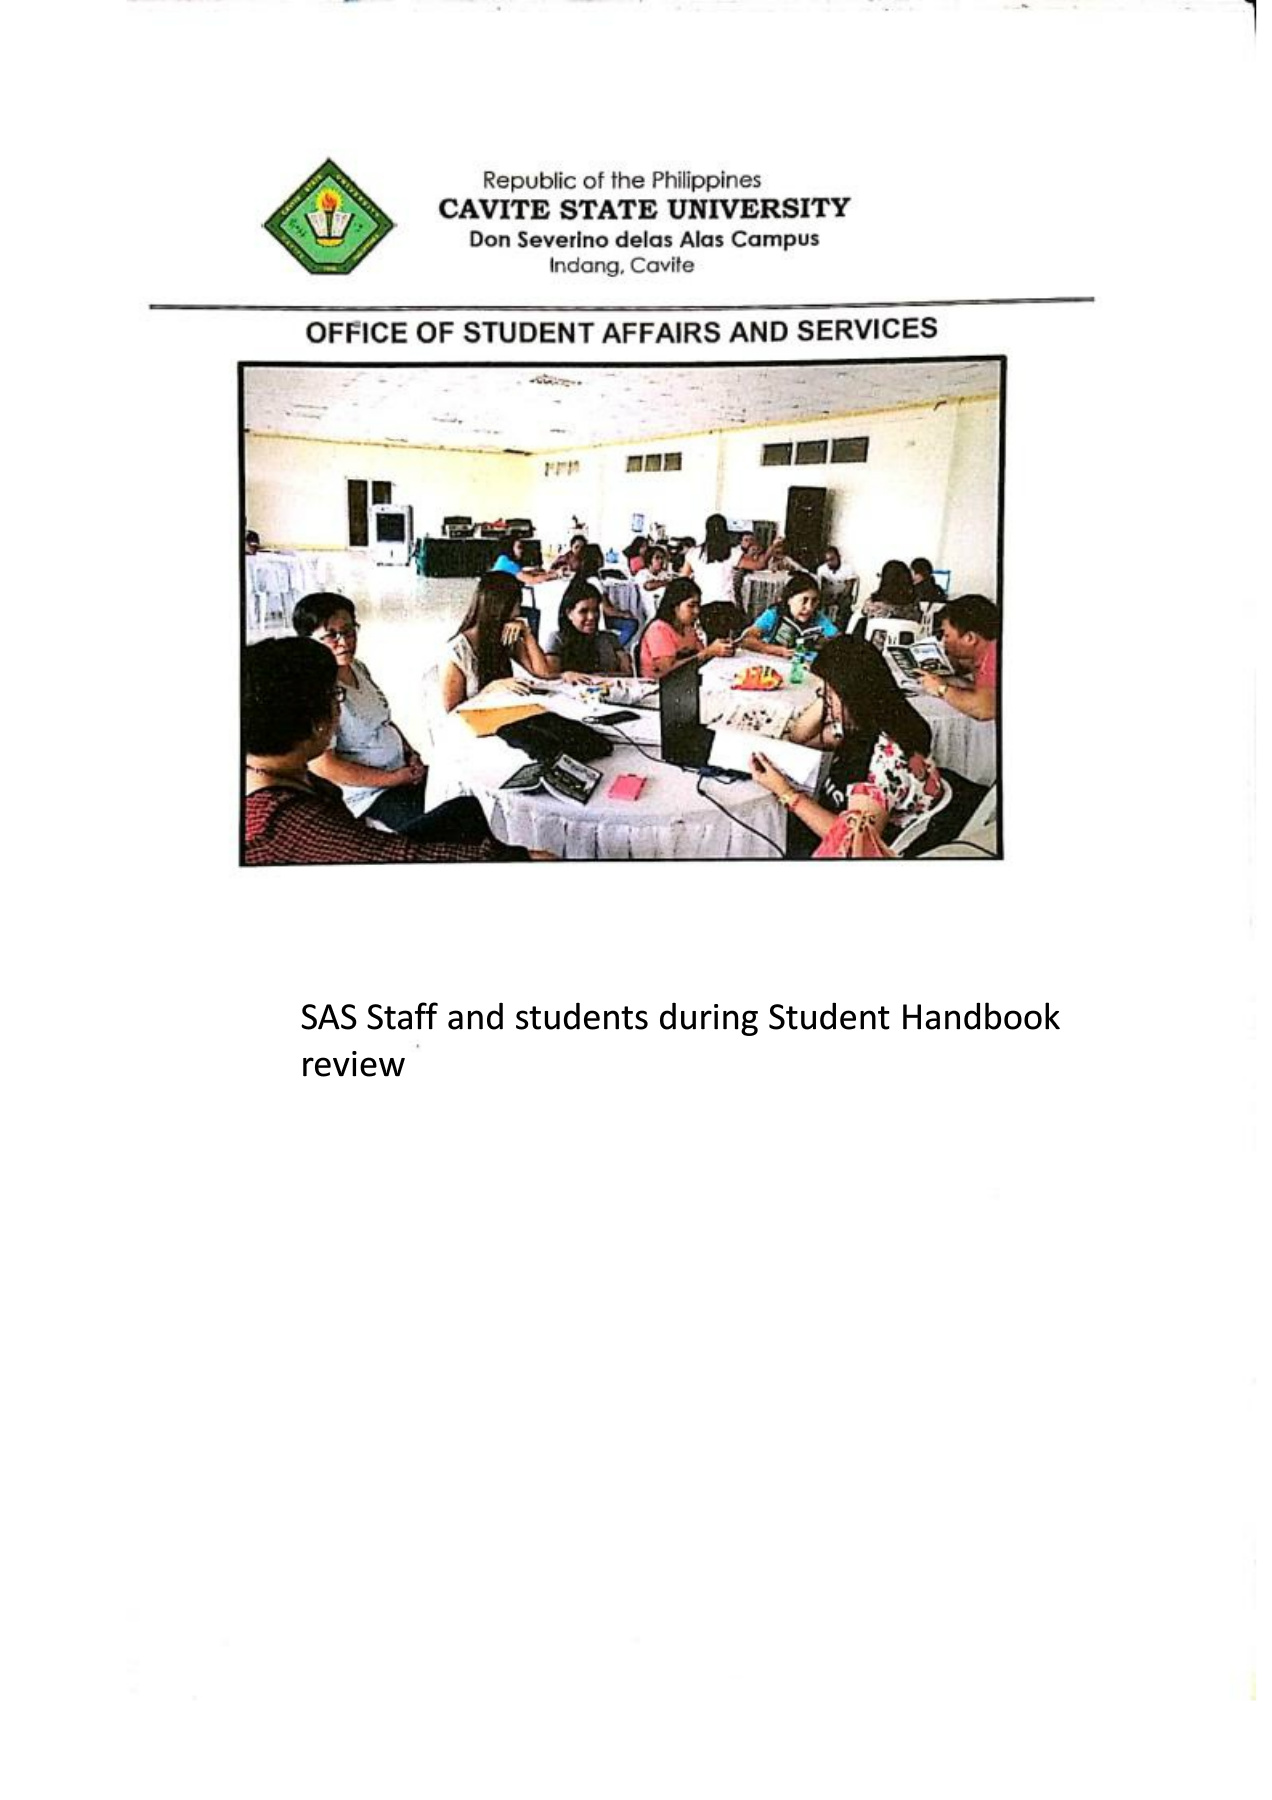 Republic of the Philippines
CAVITE STATE UNIVERSITY
Don Severino delas Alas Campus
Indang, Cavite
OFFICE OF STUDENT AFFAIRS AND SERVICES
SAS Staff and students during Student Handbook
review